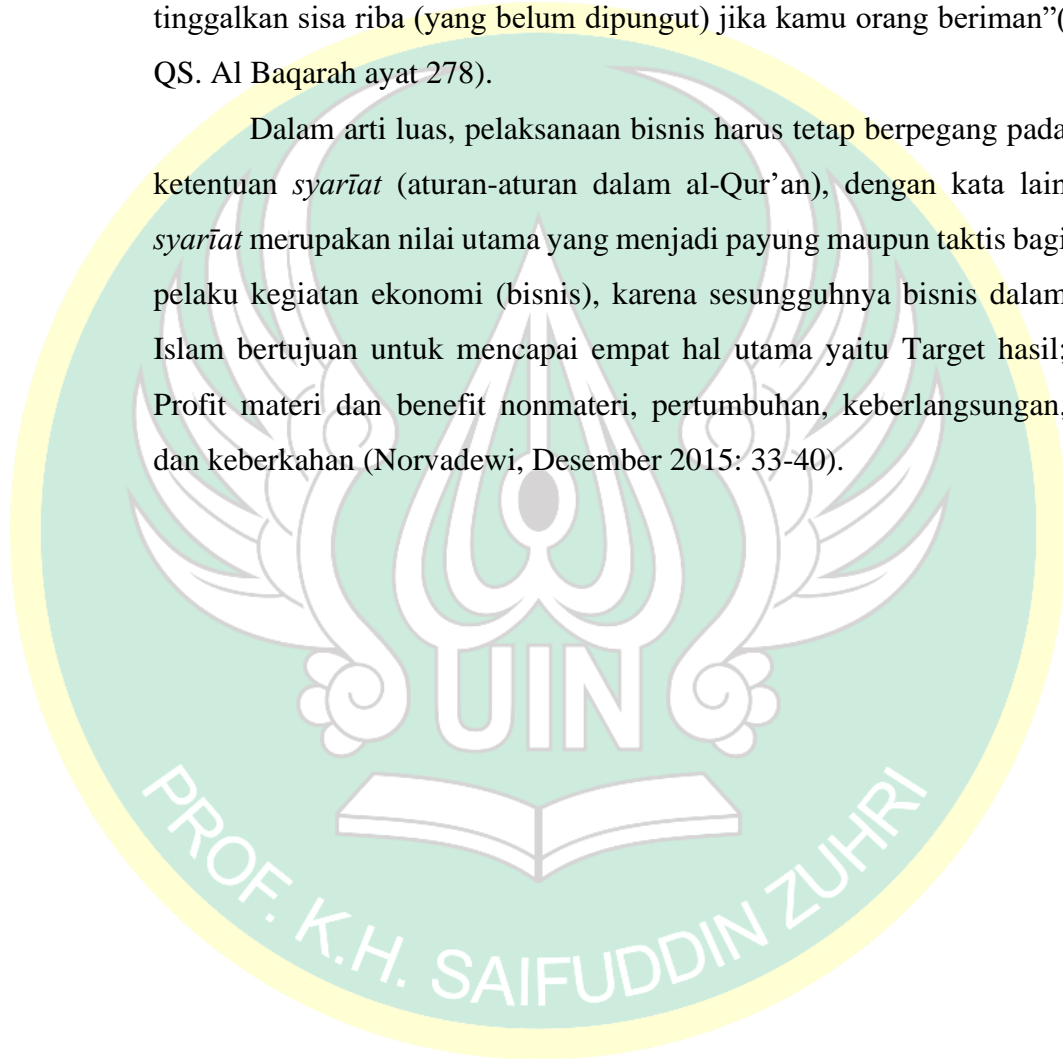 tinggalkan sisa riba (yang belum dipungut) jika kamu orang beriman”(
QS. Al Baqarah ayat 278).
Dalam arti luas, pelaksanaan bisnis harus tetap berpegang pada
ketentuan syarīat (aturan-aturan dalam al-Qur’an), dengan kata lain
syarīat merupakan nilai utama yang menjadi payung maupun taktis bagi
pelaku kegiatan ekonomi (bisnis), karena sesungguhnya bisnis dalam
Islam bertujuan untuk mencapai empat hal utama yaitu Target hasil;
Profit materi dan benefit nonmateri, pertumbuhan, keberlangsungan,
dan keberkahan (Norvadewi, Desember 2015: 33-40).
UIN
PROF. K.H. SAIFUDDIN ZUHRI